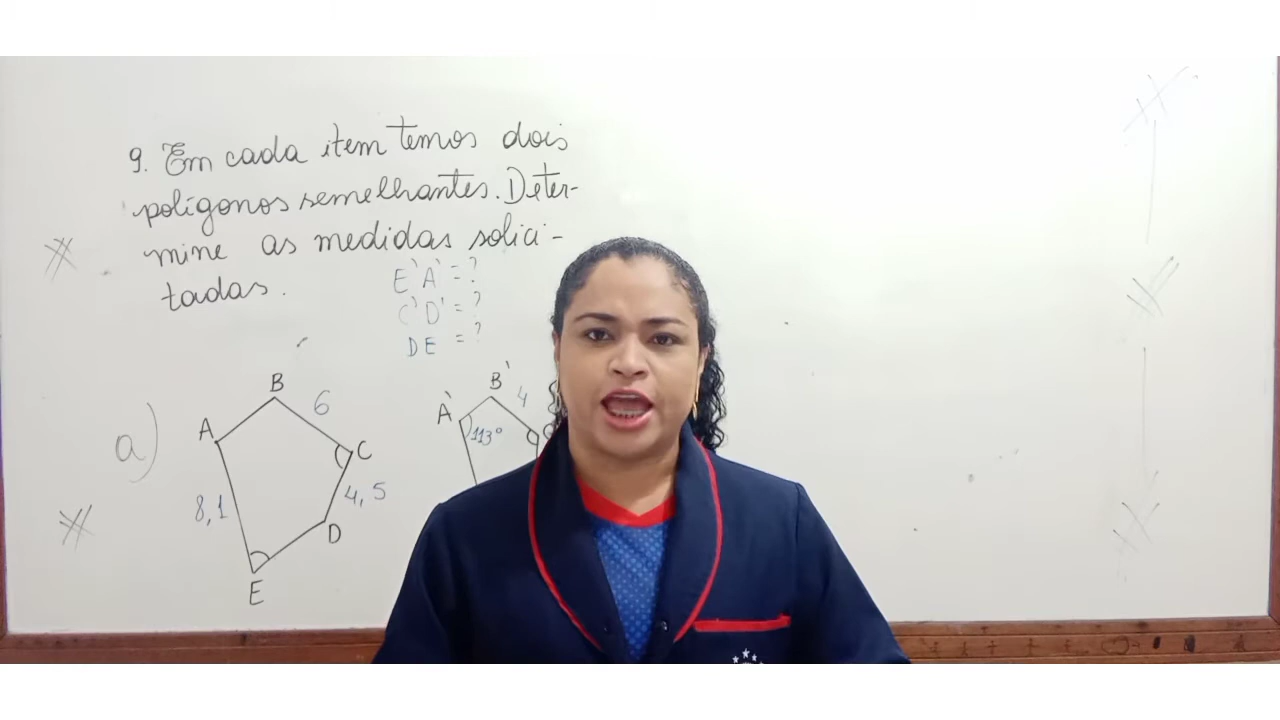 9. Em cada item temos dois
polígonos semelhantes. Deter-
mine as medidas solici-
tadas.
E'A' = ?
C'D' = ?
DE = ?
a)
B
6
A
C
8,1
4,5
D
E
B'
4
A'
113°